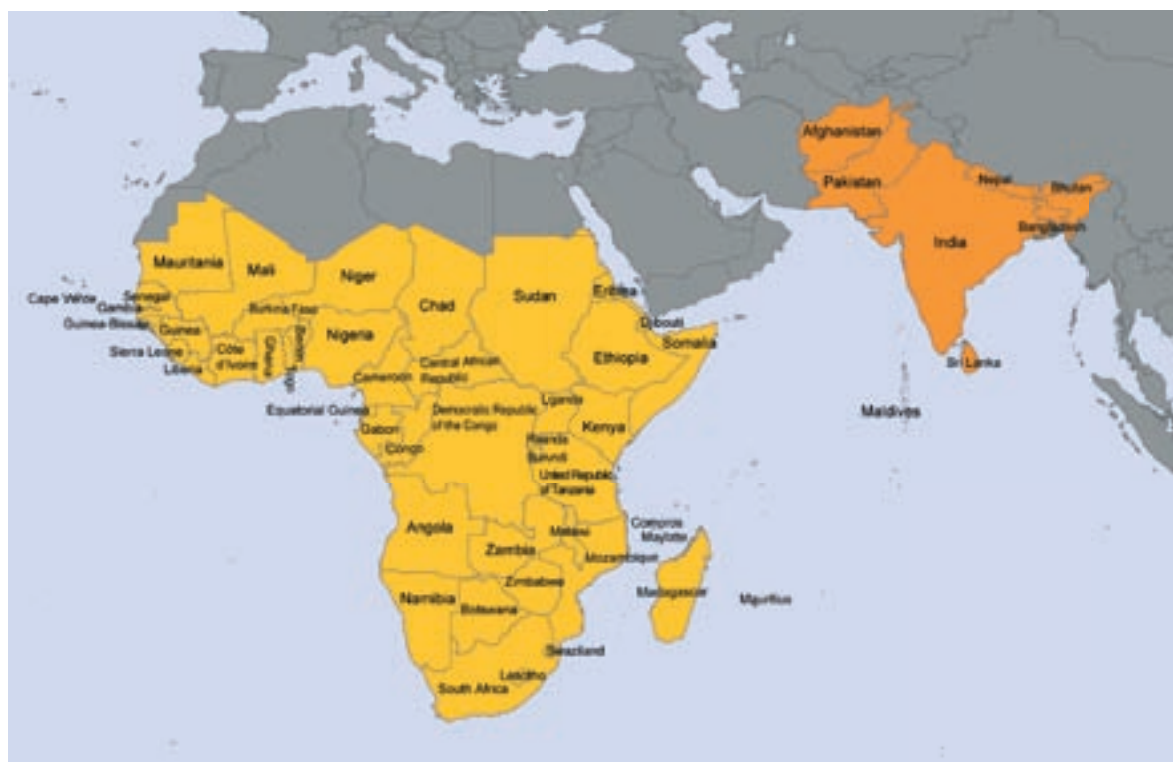 Afghanistan
Pakistan
Nepal
Bhutan
Bangladesh
India
Sri Lanka
Maldives
Mauritania
Mali
Niger
Chad
Sudan
Eritrea
Djibouti
Somalia
Ethiopia
Cape Verde
Senegal
Gambia
Guinea-Bissau
Guinea
Sierra Leone
Liberia
Côte
d'Ivoire
Burkina Faso
Ghana
Togo
Benin
Nigeria
Cameroon
Central African
Republic
Equatorial Guinea
Gabon
Congo
Democratic Republic
of the Congo
Uganda
Kenya
Rwanda
Burundi
United Republic
of Tanzania
Angola
Zambia
Malawi
Mozambique
Compros
Mayotte
Zimbabwe
Madagascar
Mauritius
Namibia
Botswana
Swaziland
Lesotho
South Africa